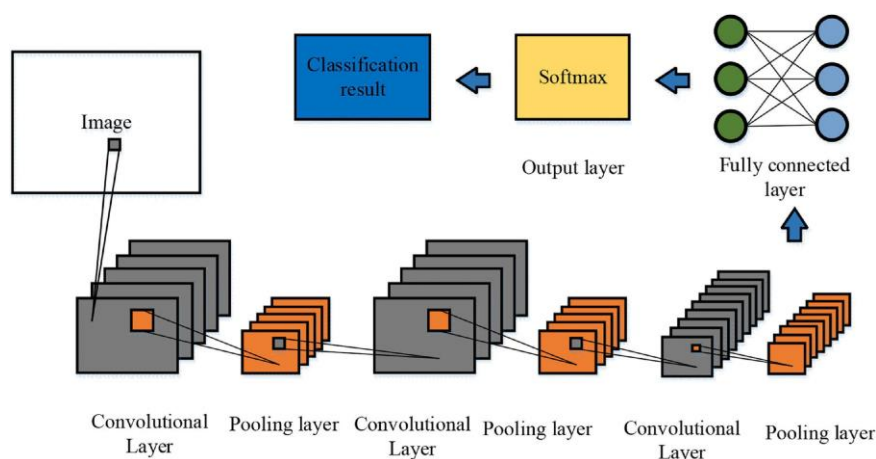 Image
Classification
result
Softmax
Output layer
Fully connected
layer
Convolutional
Layer
Pooling layer
Convolutional
Layer
Pooling layer
Convolutional
Layer
Pooling layer